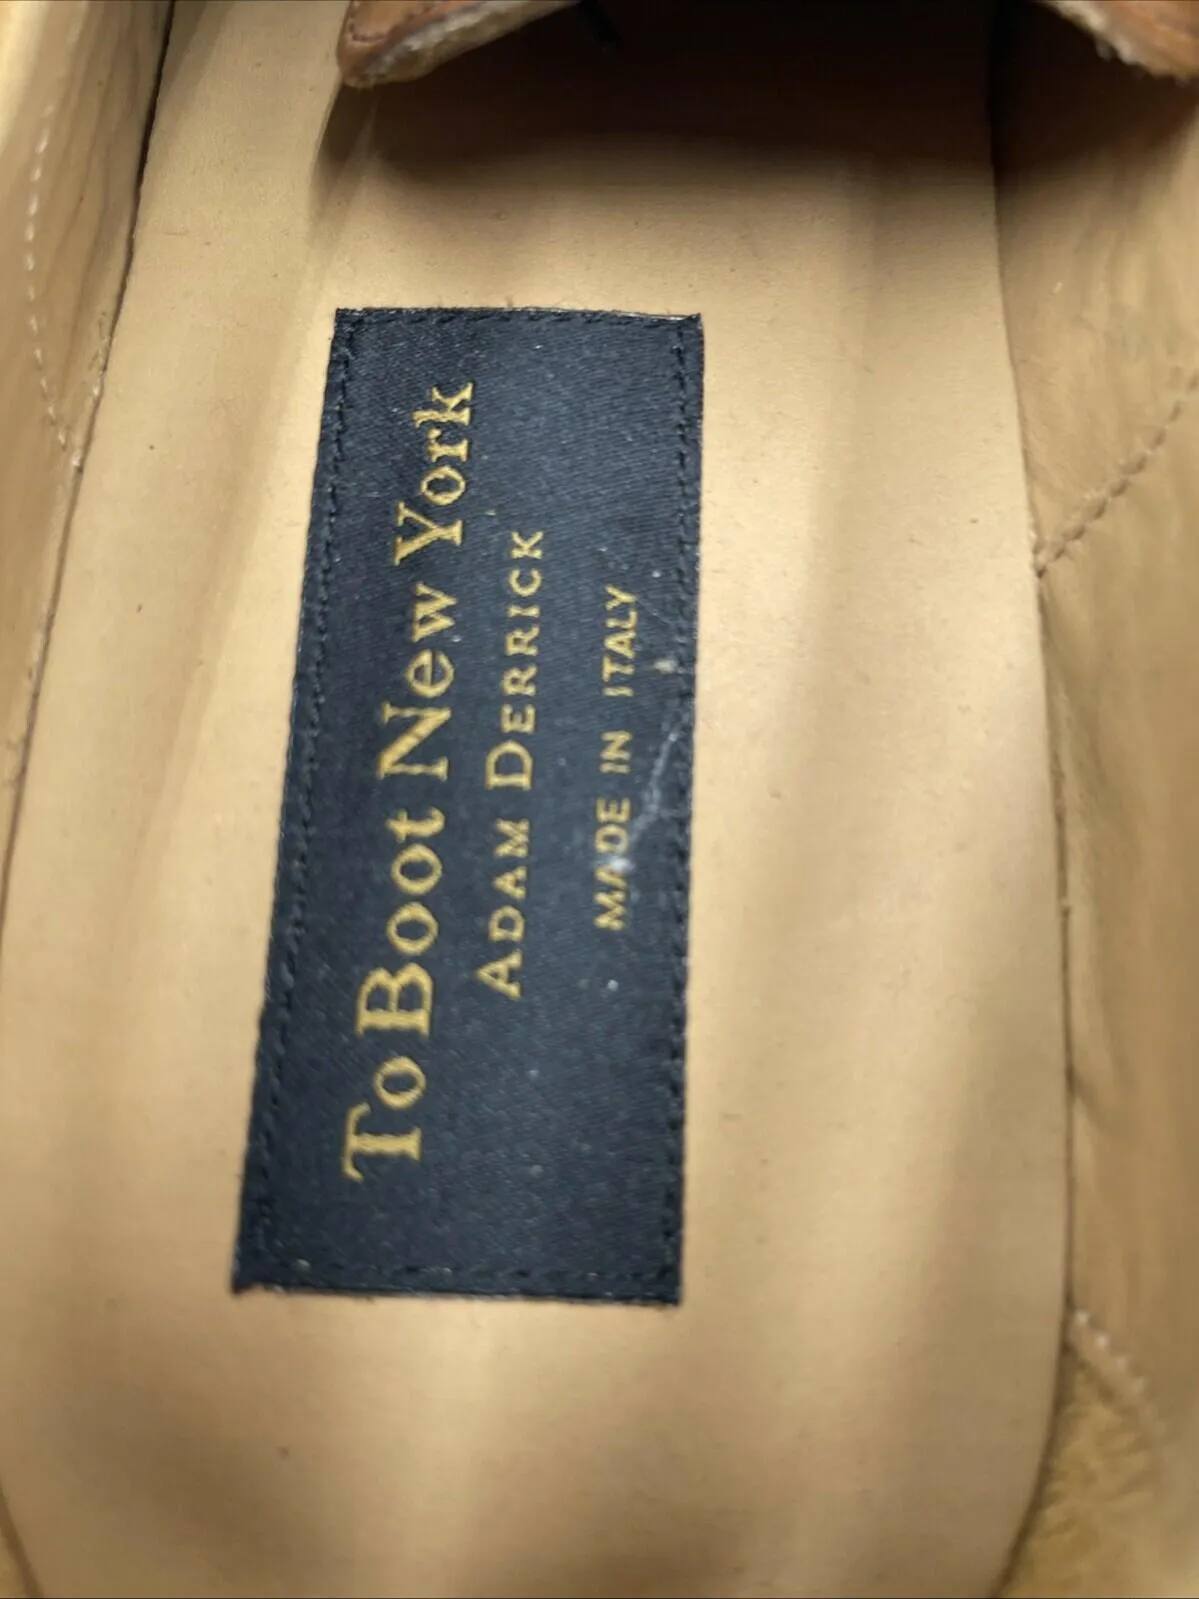 To Boot New York
ADAM DERRICK
MADE IN ITALY